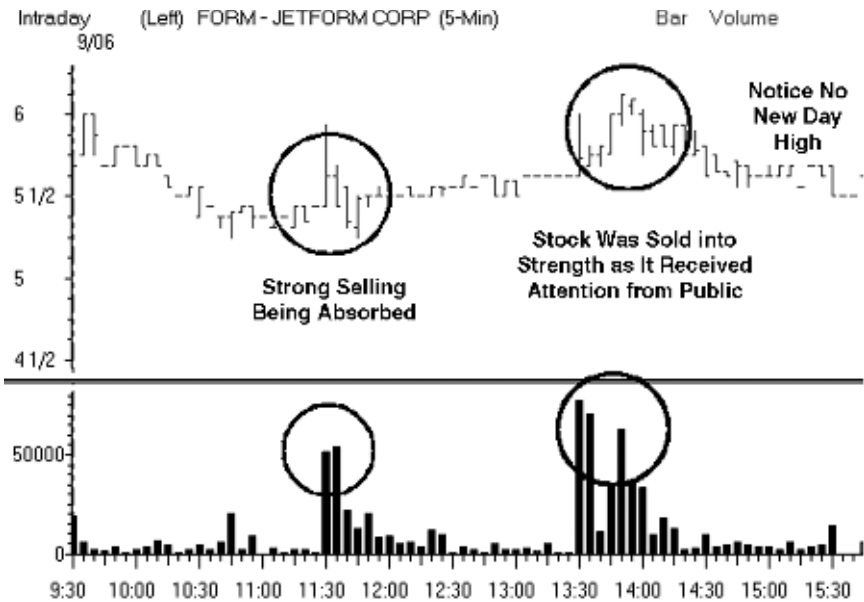 Intraday (Left) FORM - JETFORM CORP (5-Min) Bar Volume
9/06
6
5 1/2
5
4 1/2
Notice No
New Day
High
Strong Selling
Being Absorbed
Stock Was Sold into
Strength as It Received
Attention from Public
50000
0
9:30 10:00 10:30 11:00 11:30 12:00 12:30 13:00 13:30 14:00 14:30 15:00 15:30